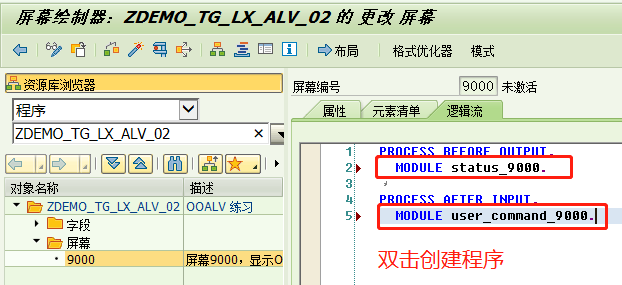 屏幕绘制器：ZDEMO_TG_LX_ALV_02 的 更改 屏幕
布局 格式优化器 模式
资源库浏览器
程序
ZDEMO_TG_LX_ALV_02
对象名称 描述
ZDEMO_TG_LX_ALV_02 OOALV 练习
字段
屏幕
9000 屏幕9000，显示O
屏幕编号 9000 未激活
属性 元素清单 逻辑流
1 PROCESS BEFORE OUTPUT.
2 MODULE status_9000.
3
4 PROCESS AFTER INPUT.
5 MODULE user_command_9000.
双击创建程序